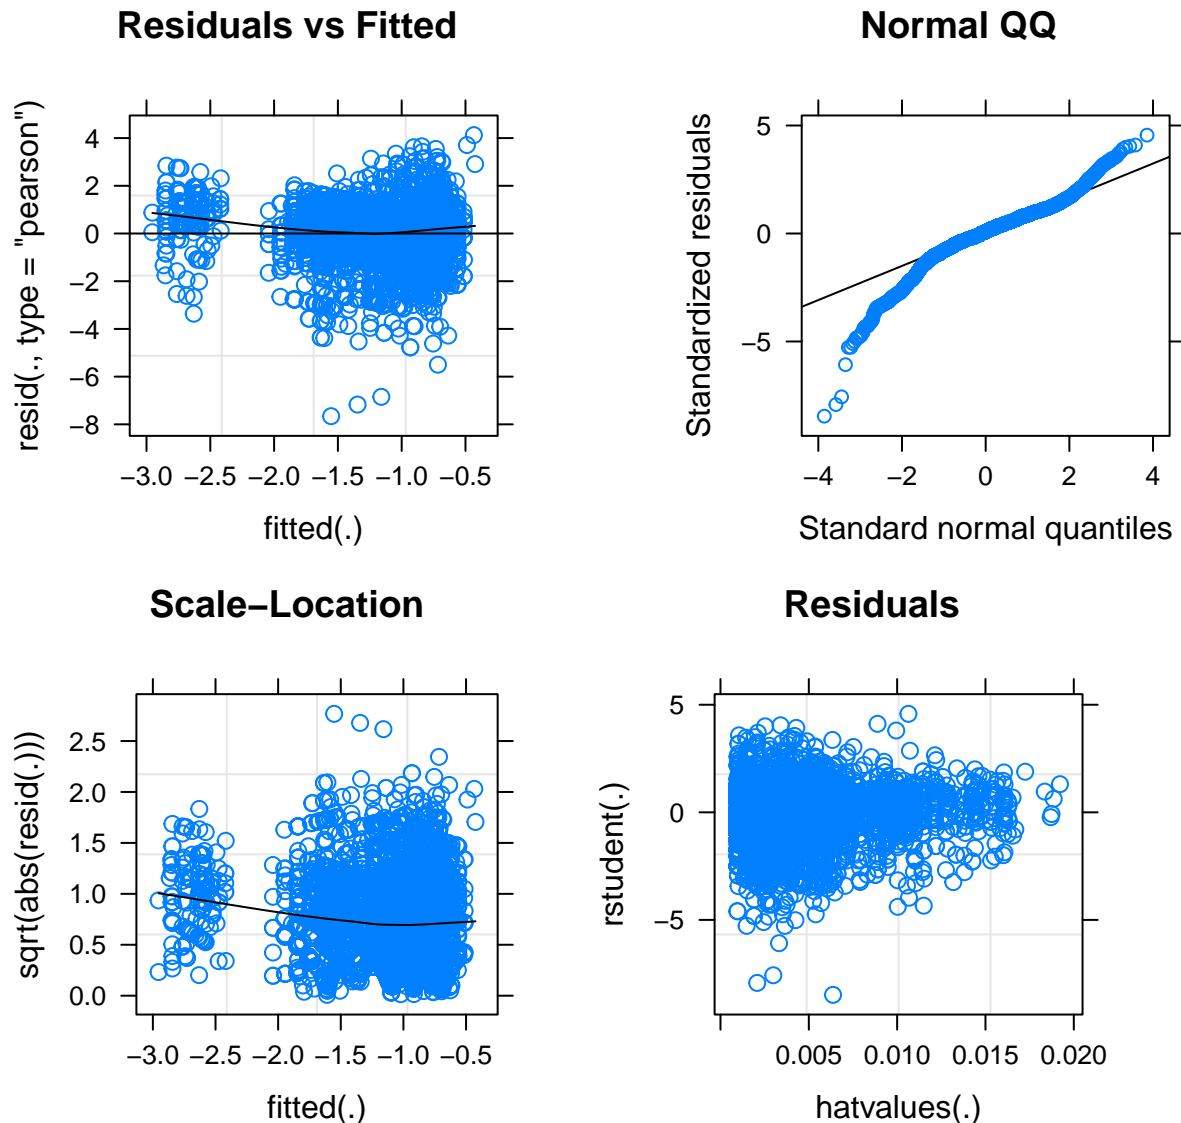 Residuals vs Fitted
resid(., type = "pearson")
4
2
0
−2
−4
−6
−8
−3.0 −2.5 −2.0 −1.5 −1.0 −0.5
fitted(.)
Normal QQ
Standardized residuals
5
0
−5
−4 −2 0 2 4
Standard normal quantiles
Scale−Location
sqrt(abs(resid(.)))
2.5
2.0
1.5
1.0
0.5
0.0
−3.0 −2.5 −2.0 −1.5 −1.0 −0.5
fitted(.)
Residuals
rstudent(.)
5
0
−5
0.005 0.010 0.015 0.020
hatvalues(.)